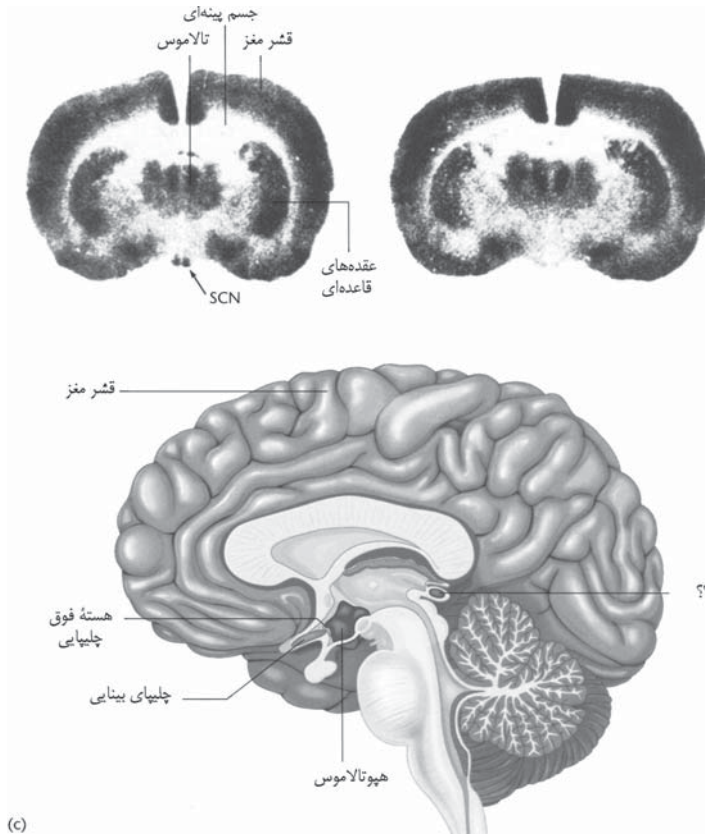 جسم پینه‌ای
تالاموس
قشر مغز
عقده‌های
قاعده‌ای
SCN
قشر مغز
؟
هستهٔ فوق
چلیپایی
چلیپای بینایی
هیپوتالاموس
(c)